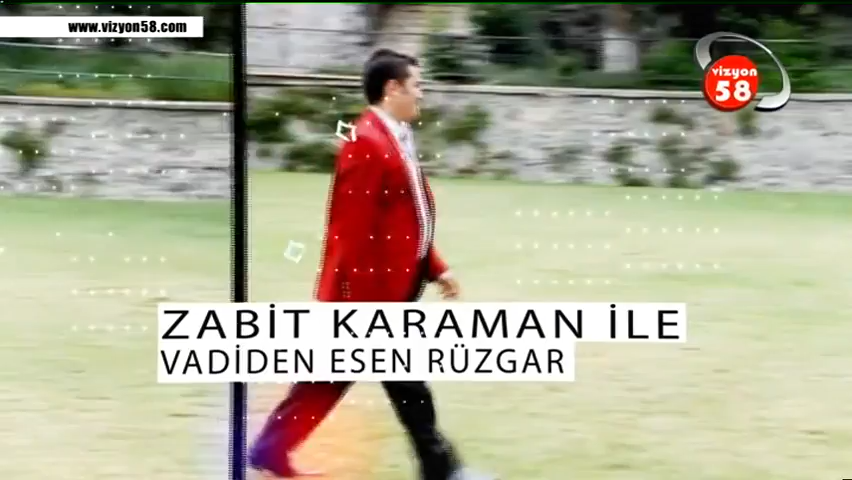 www.vizyon58.com
vizyon
58
ZABİT KARAMAN İLE
VADİDEN ESEN RÜZGAR